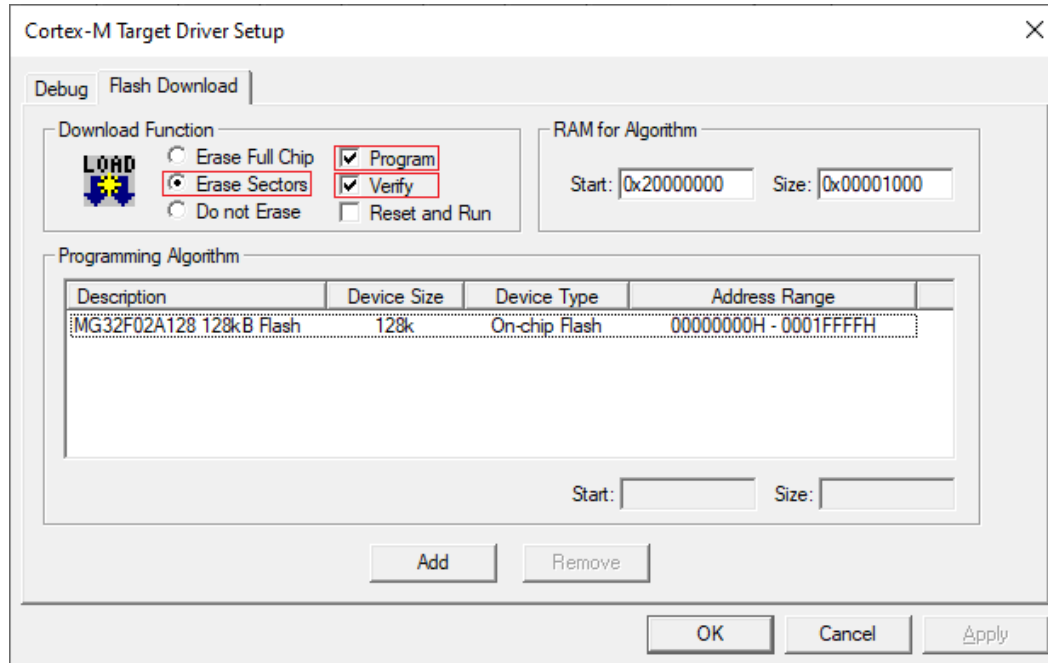 Cortex-M Target Driver Setup
Debug
Flash Download
Download Function
LOAD
Erase Full Chip
Erase Sectors
Do not Erase
Program
Verify
Reset and Run
RAM for Algorithm
Start: 0x20000000 Size: 0x00001000
Programming Algorithm
Description Device Size Device Type Address Range
MG32F02A128 128kB Flash 128k On-chip Flash 00000000H - 0001FFFFH
Start: Size:
Add Remove
OK Cancel Apply